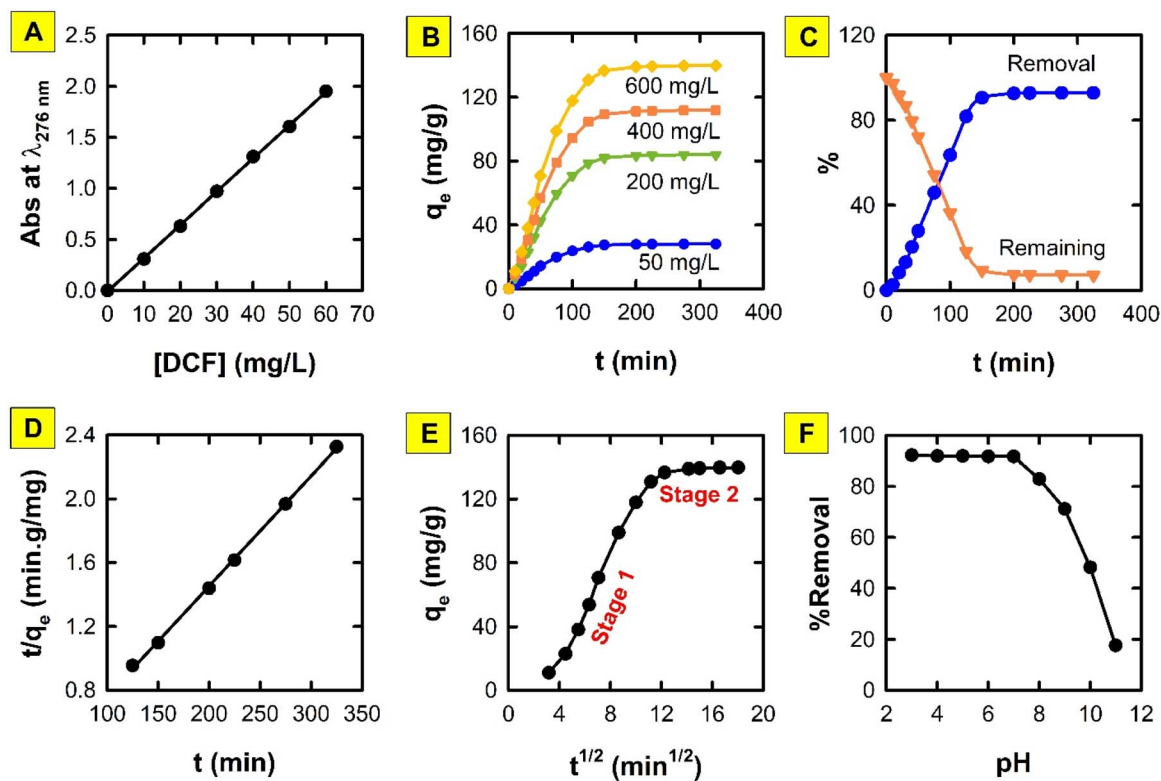 A
Abs at λ276 nm
2.5
2.0
1.5
1.0
0.5
0.0
0 10 20 30 40 50 60 70
[DCF] (mg/L)
B
qe (mg/g)
160
120
80
40
0
600 mg/L
400 mg/L
200 mg/L
50 mg/L
0 100 200 300 400
t (min)
C
%
120
80
40
0
Removal
Remaining
0 100 200 300 400
t (min)
D
t/qe (min.g/mg)
2.4
2.0
1.6
1.2
0.8
100 150 200 250 300 350
t (min)
E
qe (mg/g)
160
120
80
40
0
Stage 1
Stage 2
0 4 8 12 16 20
t1/2 (min1/2)
F
%Removal
100
80
60
40
20
0
2 4 6 8 10 12
pH